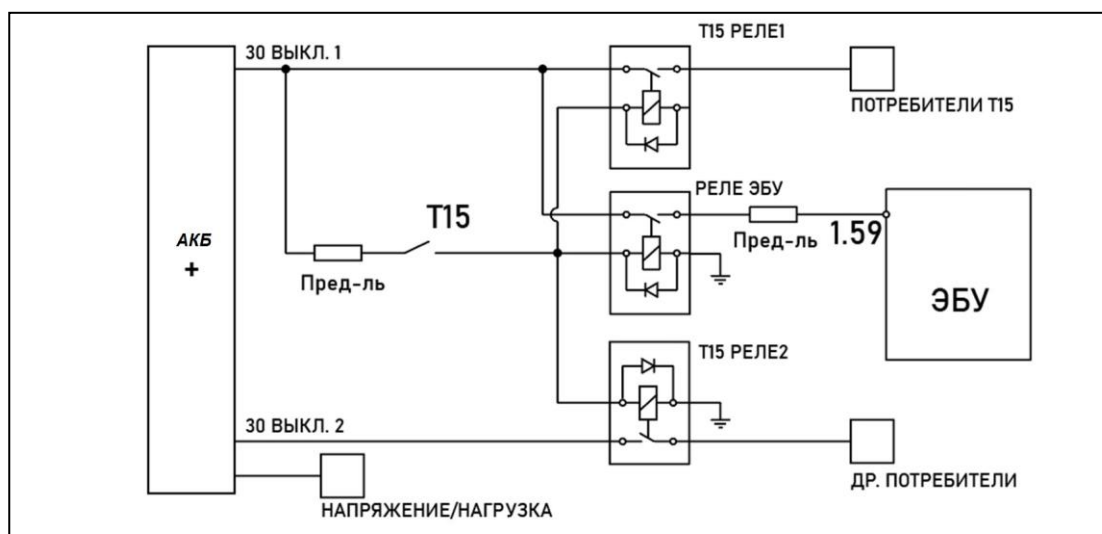 Т15 РЕЛЕ1
30 ВЫКЛ. 1
ПОТРЕБИТЕЛИ Т15
РЕЛЕ ЭБУ
Т15
АКБ
+
Пред-ль
Пред-ль
1.59
ЭБУ
Т15 РЕЛЕ2
30 ВЫКЛ. 2
ДР. ПОТРЕБИТЕЛИ
НАПРЯЖЕНИЕ/НАГРУЗКА